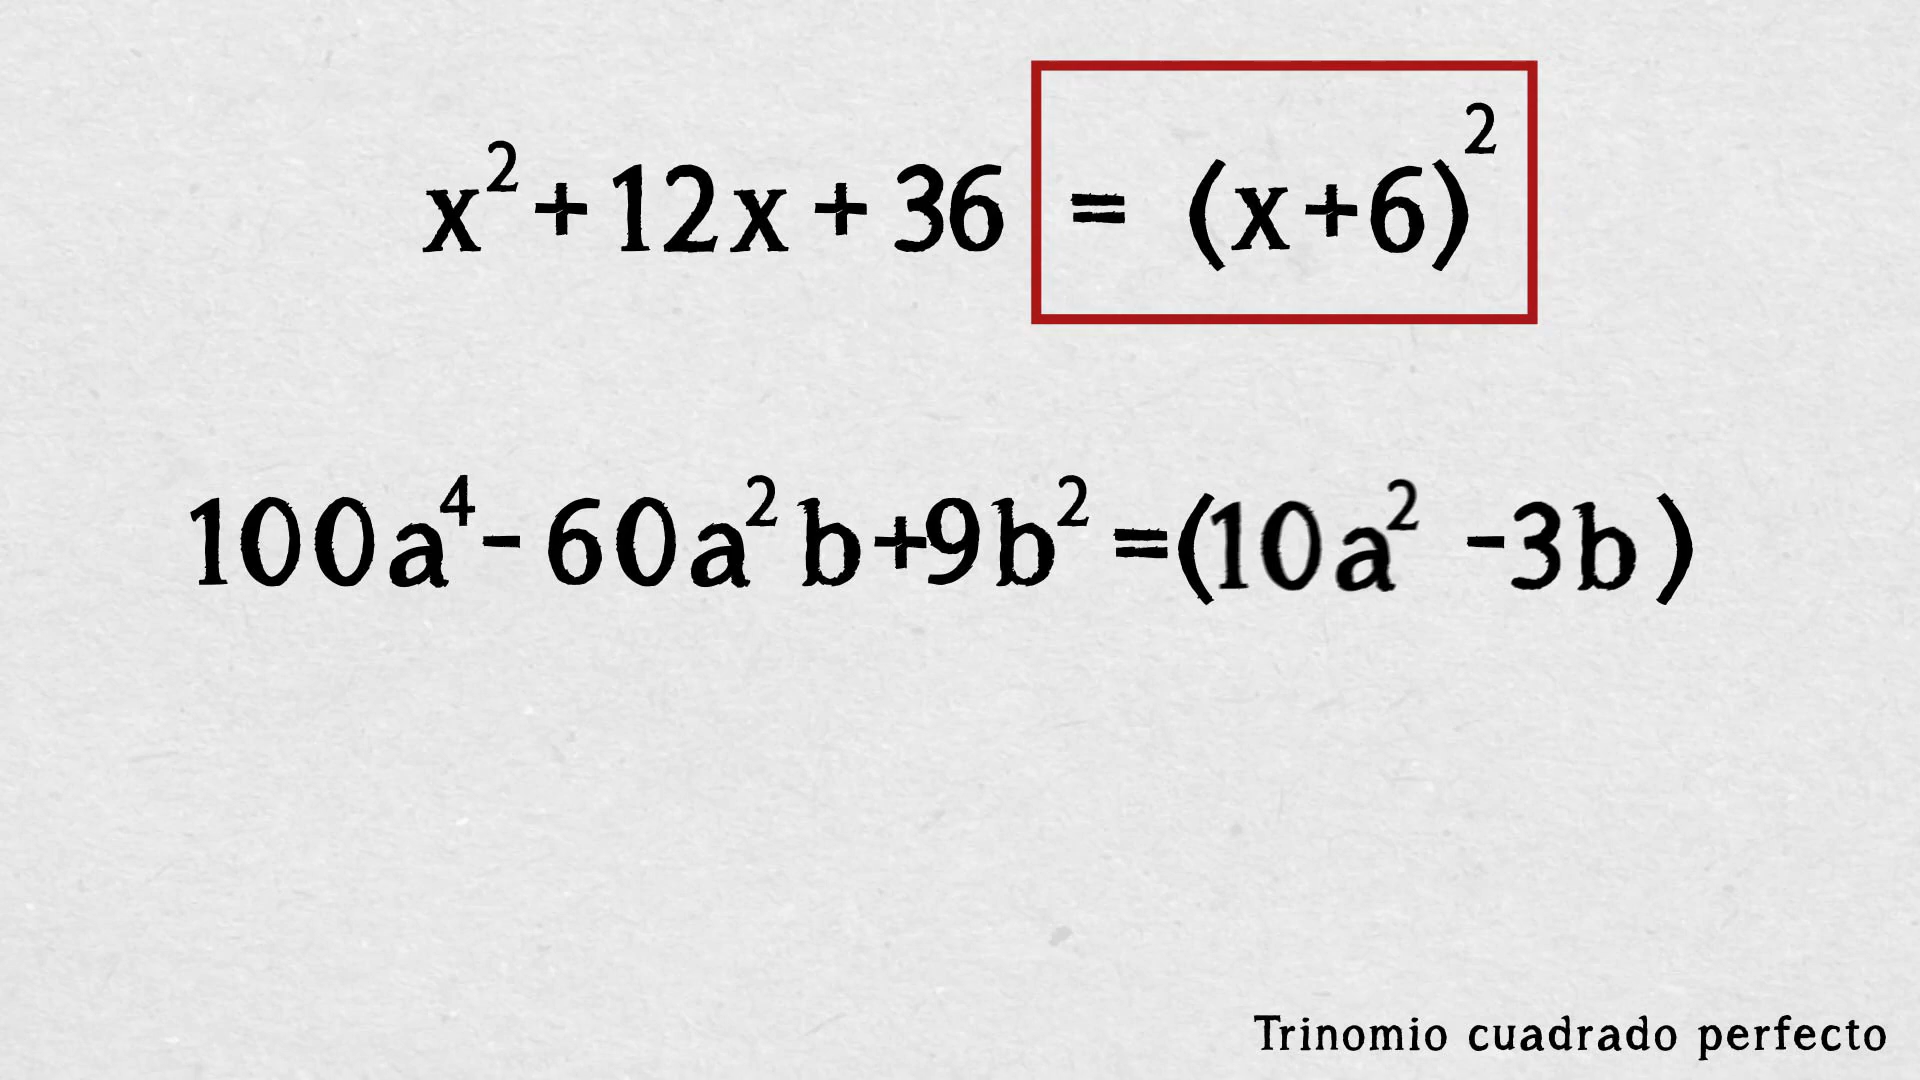 x² + 12x + 36 = (x+6)²
100a⁴ - 60a²b+9b² =(10a² -3b )
Trinomio cuadrado perfecto